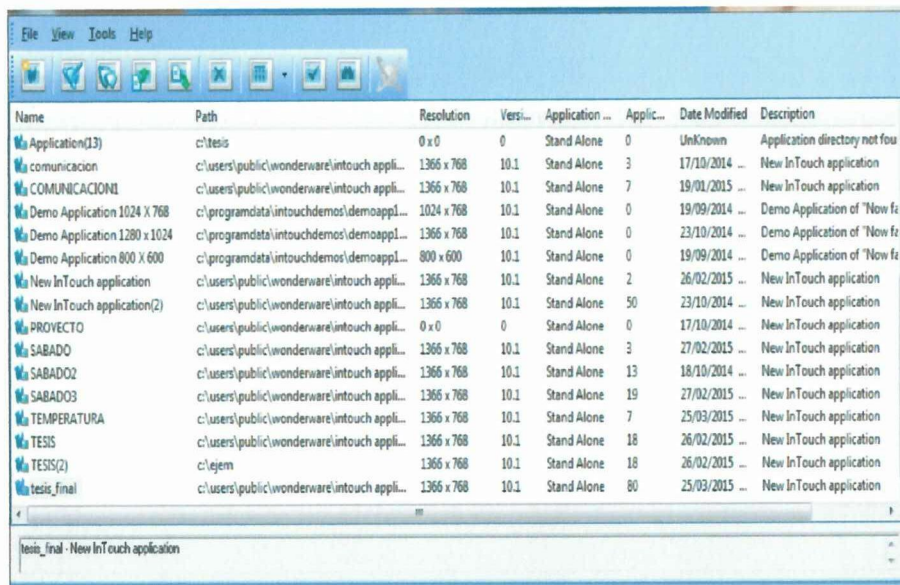 File View Tools Help
Name Path Resolution Versi... Application ... Applic... Date Modified Description
Application(13) c:\tesis 0 x 0 0 Stand Alone 0 UnKnown Application directory not fou
comunicacion c:\users\public\wonderware\intouch appli... 1366 x 768 10.1 Stand Alone 3 17/10/2014 ... New InTouch application
COMUNICACION1 c:\users\public\wonderware\intouch appli... 1366 x 768 10.1 Stand Alone 7 19/01/2015 ... New InTouch application
Demo Application 1024 X 768 c:\programdata\intouchdemos\demoapp1... 1024 x 768 10.1 Stand Alone 0 19/09/2014 ... Demo Application of "Now fa
Demo Application 1280 x 1024 c:\programdata\intouchdemos\demoapp1... 1366 x 768 10.1 Stand Alone 0 23/10/2014 ... Demo Application of "Now fa
Demo Application 800 X 600 c:\programdata\intouchdemos\demoapp1... 800 x 600 10.1 Stand Alone 0 19/09/2014 ... Demo Application of "Now fa
New InTouch application c:\users\public\wonderware\intouch appli... 1366 x 768 10.1 Stand Alone 2 26/02/2015 ... New InTouch application
New InTouch application(2) c:\users\public\wonderware\intouch appli... 1366 x 768 10.1 Stand Alone 50 23/10/2014 ... New InTouch application
PROYECTO c:\users\public\wonderware\intouch appli... 0 x 0 0 Stand Alone 0 17/10/2014 ... New InTouch application
SABADO c:\users\public\wonderware\intouch appli... 1366 x 768 10.1 Stand Alone 3 27/02/2015 ... New InTouch application
SABADO2 c:\users\public\wonderware\intouch appli... 1366 x 768 10.1 Stand Alone 13 18/10/2014 ... New InTouch application
SABADO3 c:\users\public\wonderware\intouch appli... 1366 x 768 10.1 Stand Alone 19 27/02/2015 ... New InTouch application
TEMPERATURA c:\users\public\wonderware\intouch appli... 1366 x 768 10.1 Stand Alone 7 25/03/2015 ... New InTouch application
TESIS c:\users\public\wonderware\intouch appli... 1366 x 768 10.1 Stand Alone 18 26/02/2015 ... New InTouch application
TESIS(2) c:\ejem 1366 x 768 10.1 Stand Alone 18 26/02/2015 ... New InTouch application
tesis_final c:\users\public\wonderware\intouch appli... 1366 x 768 10.1 Stand Alone 80 25/03/2015 ... New InTouch application
tesis_final - New InTouch application